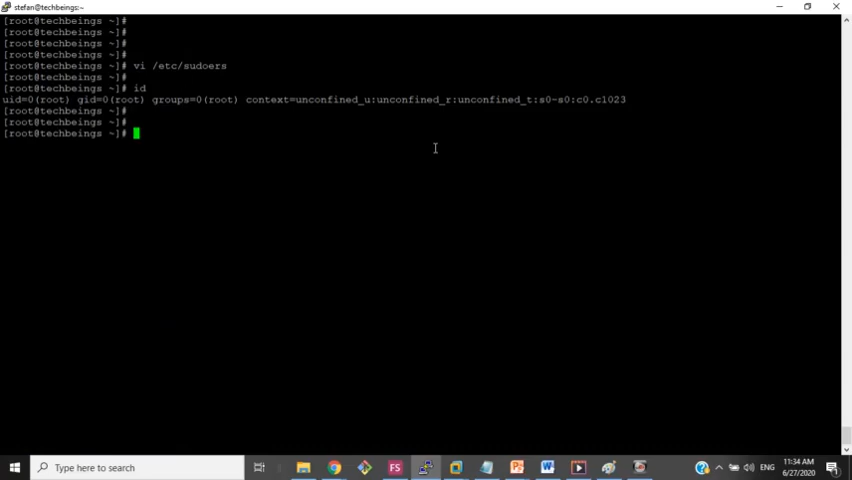 stefan@techbeings:~
[root@techbeings ~]#
[root@techbeings ~]#
[root@techbeings ~]#
[root@techbeings ~]#
[root@techbeings ~]# vi /etc/sudoers
[root@techbeings ~]#
[root@techbeings ~]# id
uid=0(root) gid=0(root) groups=0(root) context=unconfined_u:unconfined_r:unconfined_t:s0-s0:c0.c1023
[root@techbeings ~]#
[root@techbeings ~]#
[root@techbeings ~]#
Type here to search
FS
ENG
11:34 AM
6/27/2020